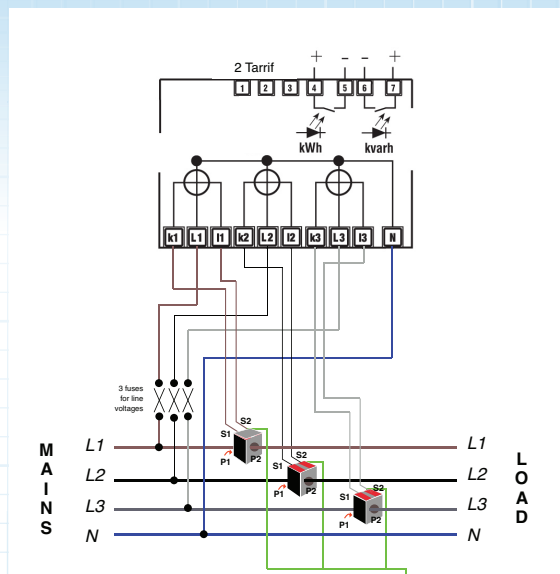 2 Tarrif
+ – – +
1 2 3 4 5 6 7
kWh kvarh
k1 L1 l1 k2 L2 l2 k3 L3 l3 N
3 fuses
for line
voltages
MAINS
LOAD
S1 S2
P1 P2
L1 L1
S1 S2
P1 P2
L2 L2
S1 S2
P1 P2
L3 L3
N N